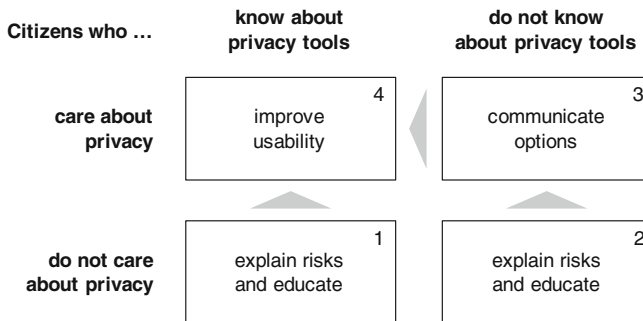 Citizens who …
know about
privacy tools
do not know
about privacy tools
care about
privacy
4
improve
usability
3
communicate
options
do not care
about privacy
1
explain risks
and educate
2
explain risks
and educate